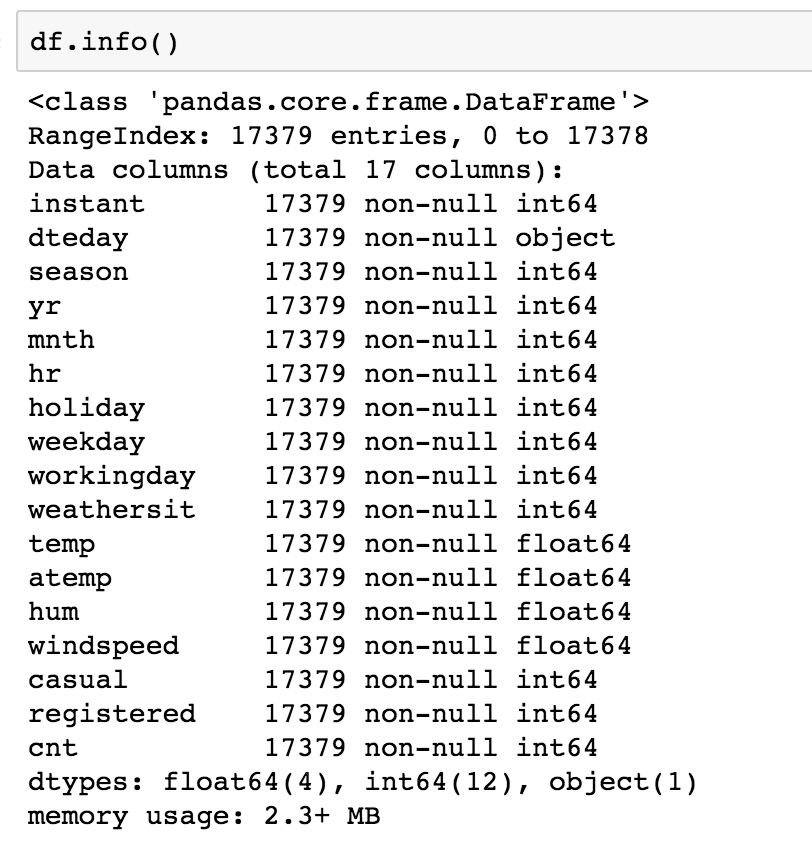 df.info()
<class 'pandas.core.frame.DataFrame'>
RangeIndex: 17379 entries, 0 to 17378
Data columns (total 17 columns):
instant       17379 non-null int64
dteday        17379 non-null object
season        17379 non-null int64
yr            17379 non-null int64
mnth          17379 non-null int64
hr            17379 non-null int64
holiday       17379 non-null int64
weekday       17379 non-null int64
workingday    17379 non-null int64
weathersit    17379 non-null int64
temp          17379 non-null float64
atemp         17379 non-null float64
hum           17379 non-null float64
windspeed     17379 non-null float64
casual        17379 non-null int64
registered    17379 non-null int64
cnt           17379 non-null int64
dtypes: float64(4), int64(12), object(1)
memory usage: 2.3+ MB